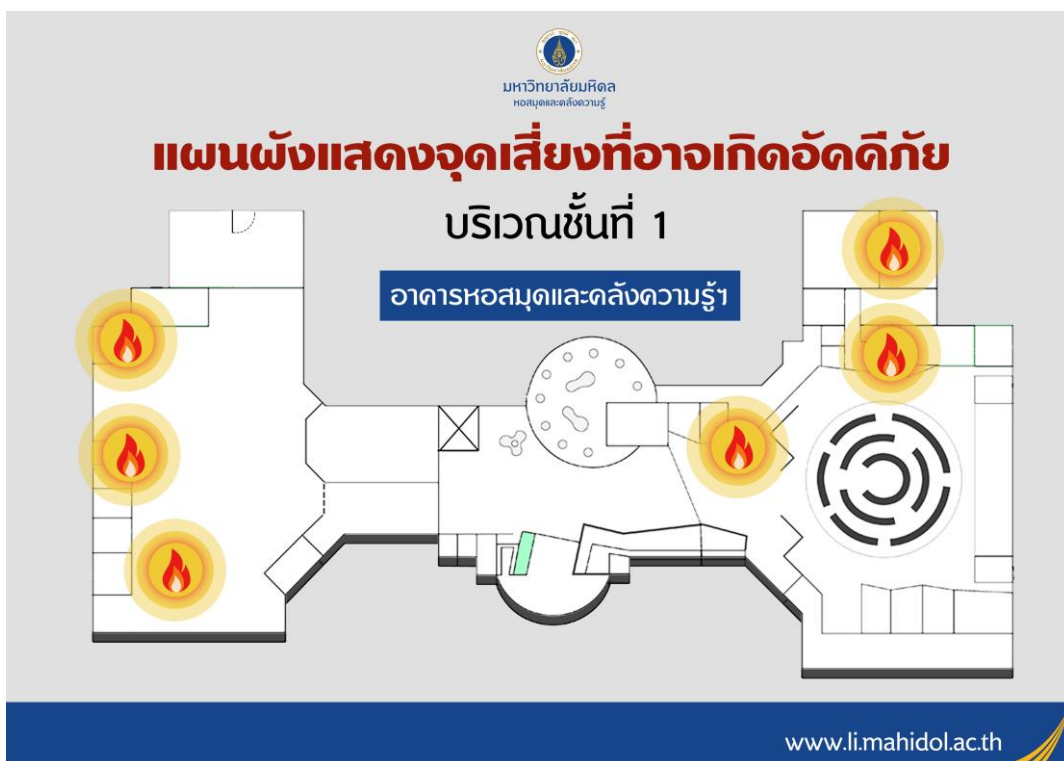 มหาวิทยาลัยมหิดล
หอสมุดและคลังความรู้
แผนผังแสดงจุดเสี่ยงที่อาจเกิดอัคคีภัย
บริเวณชั้นที่ 1
อาคารหอสมุดและคลังความรู้ฯ
www.li.mahidol.ac.th